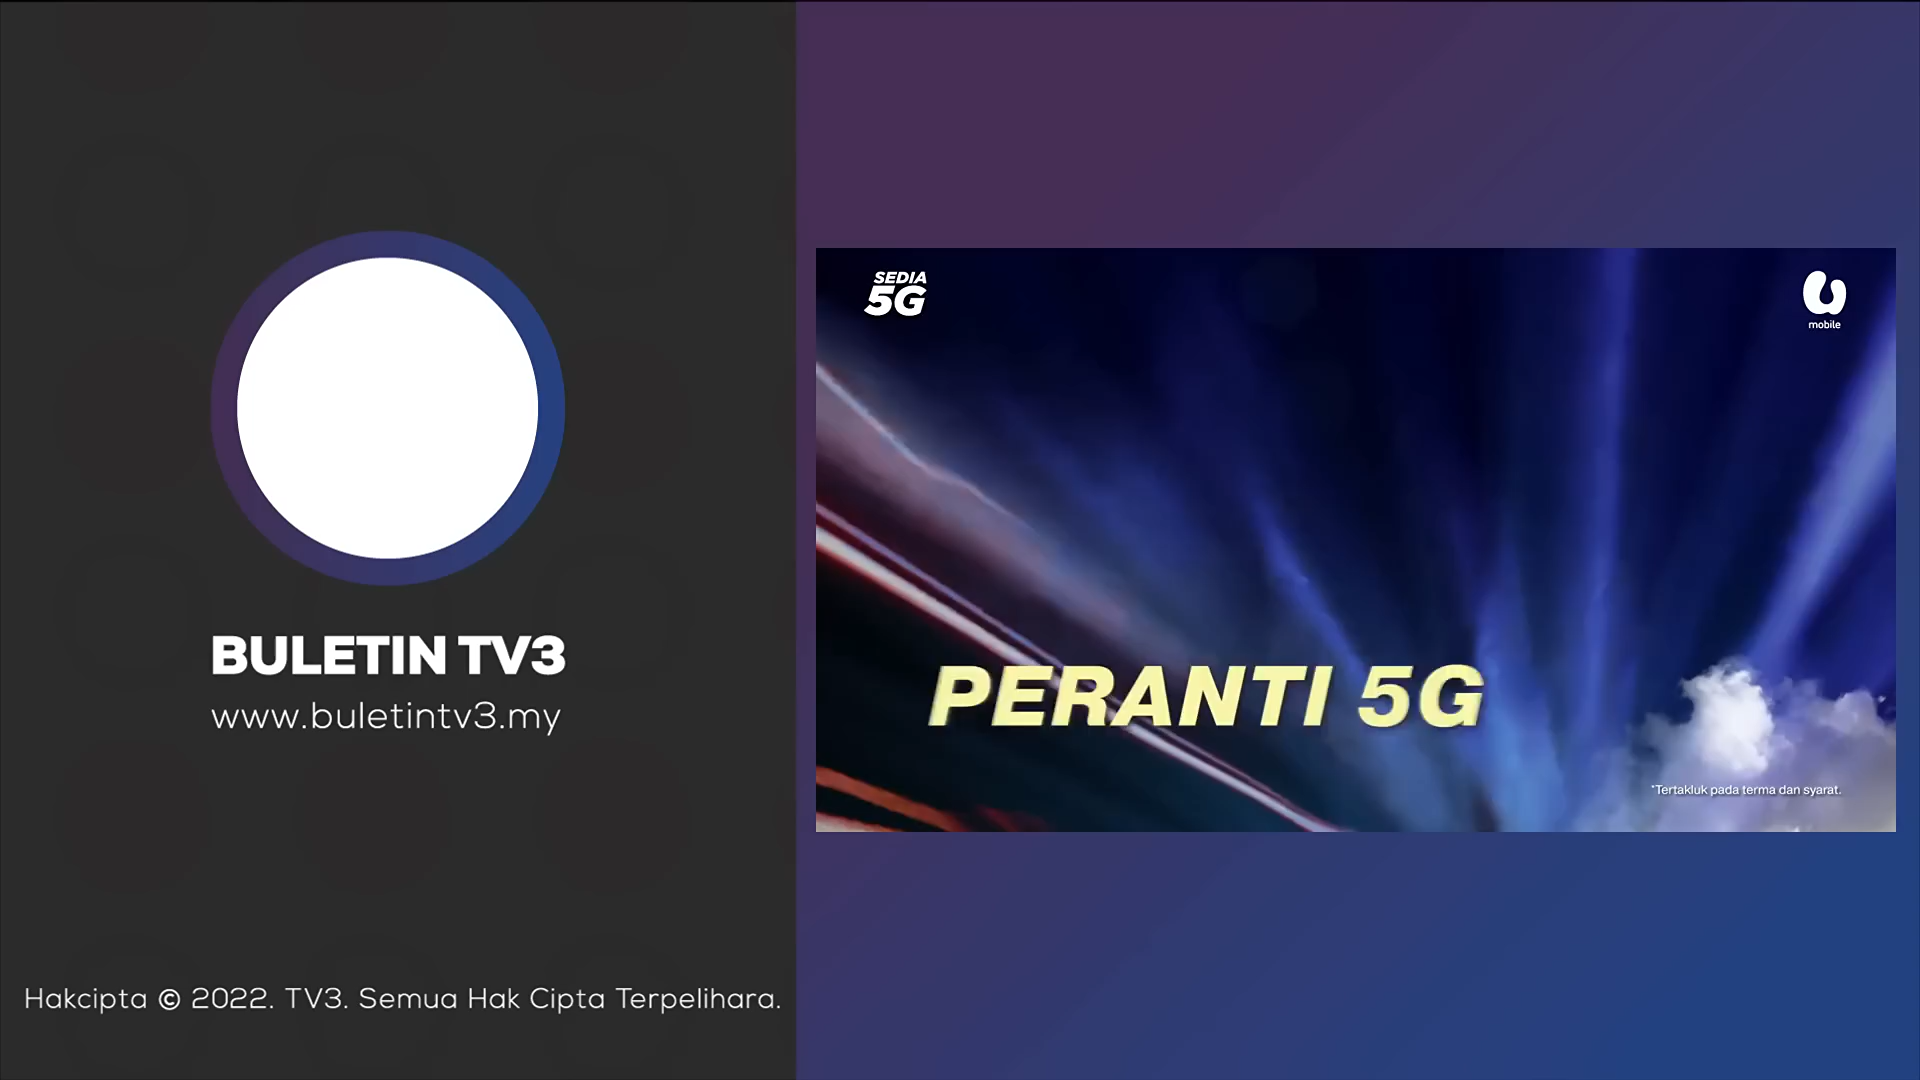 BULETIN TV3
www.buletintv3.my
Hakcipta © 2022. TV3. Semua Hak Cipta Terpelihara.
SEDIA
5G
mobile
PERANTI 5G
*Tertakluk pada terma dan syarat.